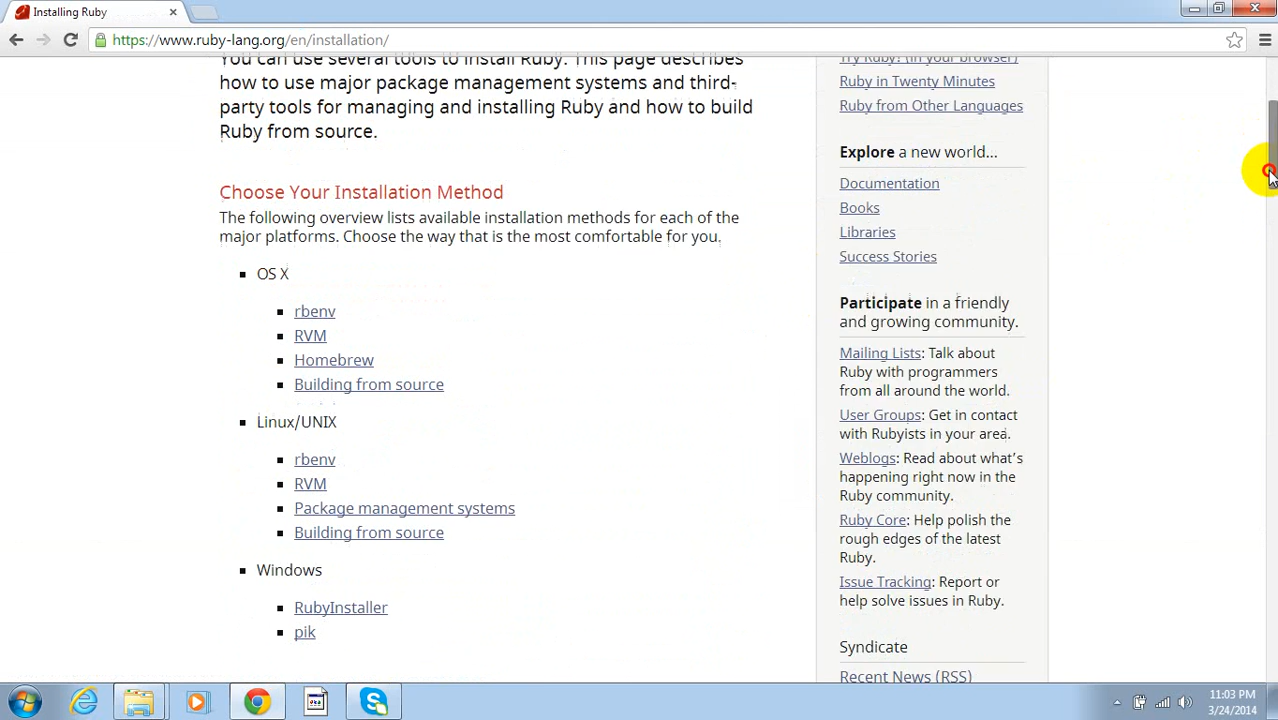 Installing Ruby
https://www.ruby-lang.org/en/installation/
You can use several tools to install Ruby. This page describes
how to use major package management systems and third-
party tools for managing and installing Ruby and how to build
Ruby from source.
Choose Your Installation Method
The following overview lists available installation methods for each of the
major platforms. Choose the way that is the most comfortable for you.
OS X
rbenv
RVM
Homebrew
Building from source
Linux/UNIX
rbenv
RVM
Package management systems
Building from source
Windows
RubyInstaller
pik
Try Ruby! (in your browser)
Ruby in Twenty Minutes
Ruby from Other Languages
Explore a new world...
Documentation
Books
Libraries
Success Stories
Participate in a friendly
and growing community.
Mailing Lists: Talk about
Ruby with programmers
from all around the world.
User Groups: Get in contact
with Rubyists in your area.
Weblogs: Read about what's
happening right now in the
Ruby community.
Ruby Core: Help polish the
rough edges of the latest
Ruby.
Issue Tracking: Report or
help solve issues in Ruby.
Syndicate
Recent News (RSS)
11:03 PM
3/24/2014